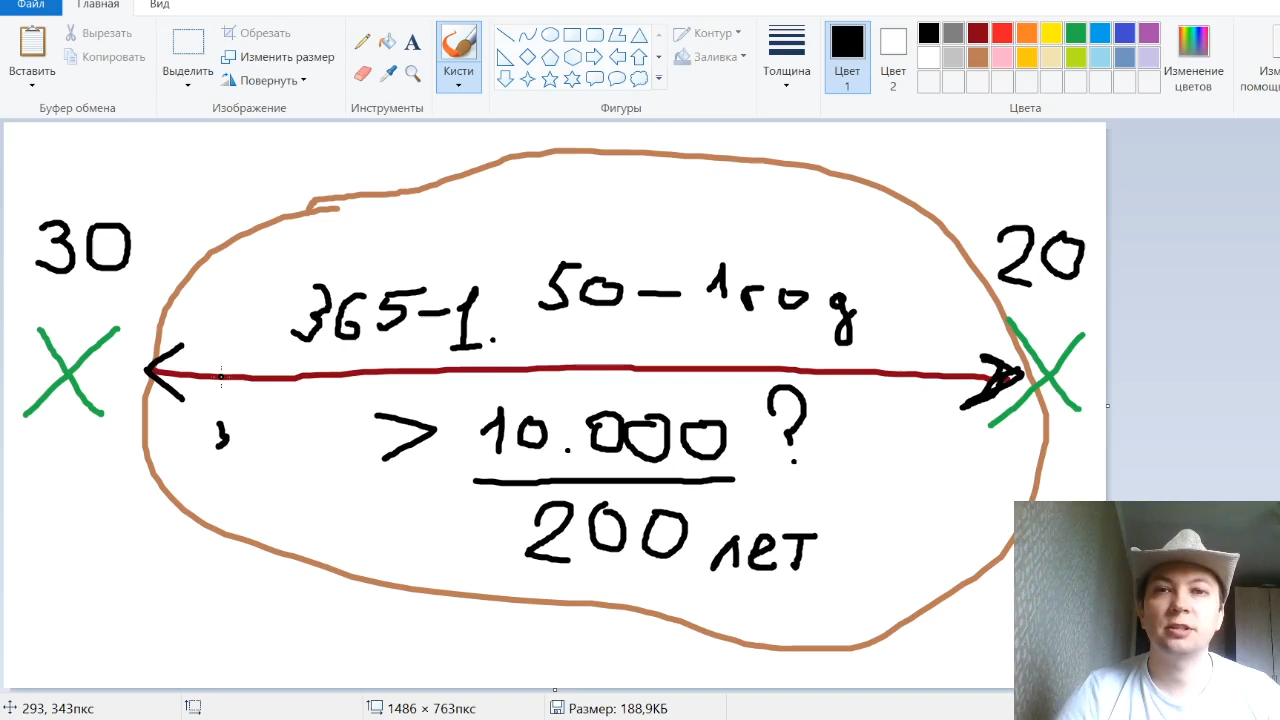 Файл
Главная
Вид
Вставить
Вырезать
Копировать
Буфер обмена
Выделить
Обрезать
Изменить размер
Повернуть
Изображение
A
Инструменты
Кисти
Контур
Заливка
Фигуры
Толщина
Цвет 1
Цвет 2
Цвета
Изменение цветов
30
20
365-1.
50-1год
> 10.000 ?
200 лет
293, 343пкс
1486 × 763пкс
Размер: 188,9КБ